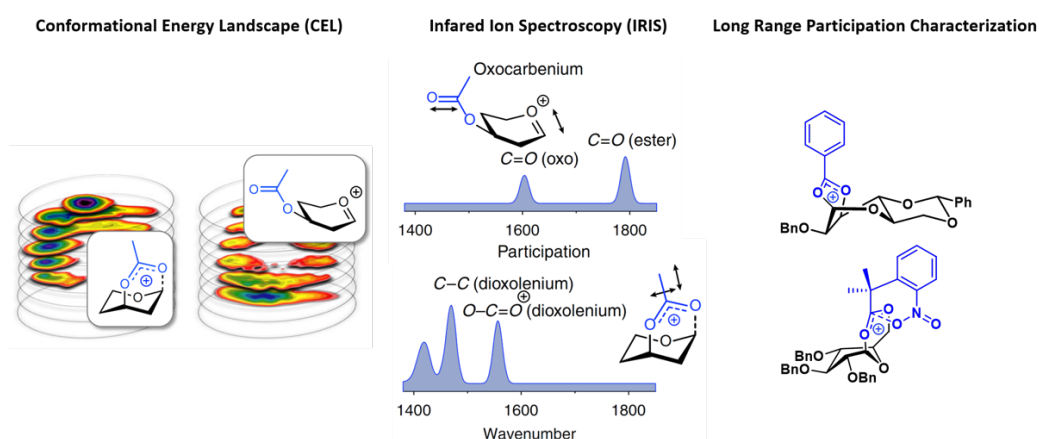 Conformational Energy Landscape (CEL)
Infared Ion Spectroscopy (IRIS)
Long Range Participation Characterization
Oxocarbenium
O
O
O
⊕
C=O (ester)
C=O (oxo)
1400
1600
1800
Participation
C–C (dioxolenium)
⊕
O–C=O (dioxolenium)
O
O
O
⊕
1400
1600
1800
Wavenumber
O
O
O
⊕
O
O
O
⊕
O
O
⊕
O
O
O
Ph
BnO
O
O
⊕
O
N
O
BnO
BnO
OBn
O